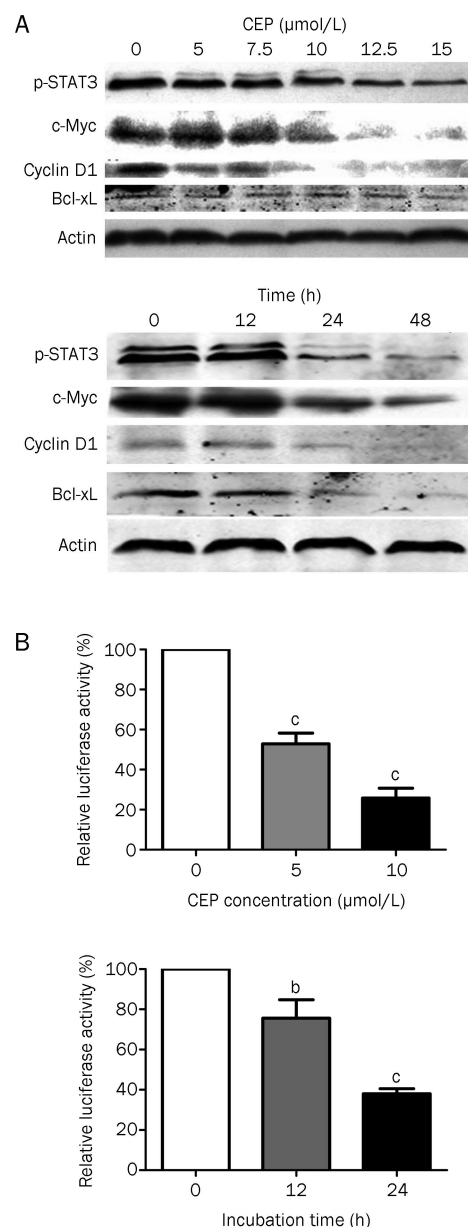 A
CEP (µmol/L)
0 5 7.5 10 12.5 15
p-STAT3
c-Myc
Cyclin D1
Bcl-xL
Actin
Time (h)
0 12 24 48
p-STAT3
c-Myc
Cyclin D1
Bcl-xL
Actin
B
Relative luciferase activity (%)
100
80
60
40
20
0
c
c
0 5 10
CEP concentration (µmol/L)
Relative luciferase activity (%)
100
80
60
40
20
0
b
c
0 12 24
Incubation time (h)